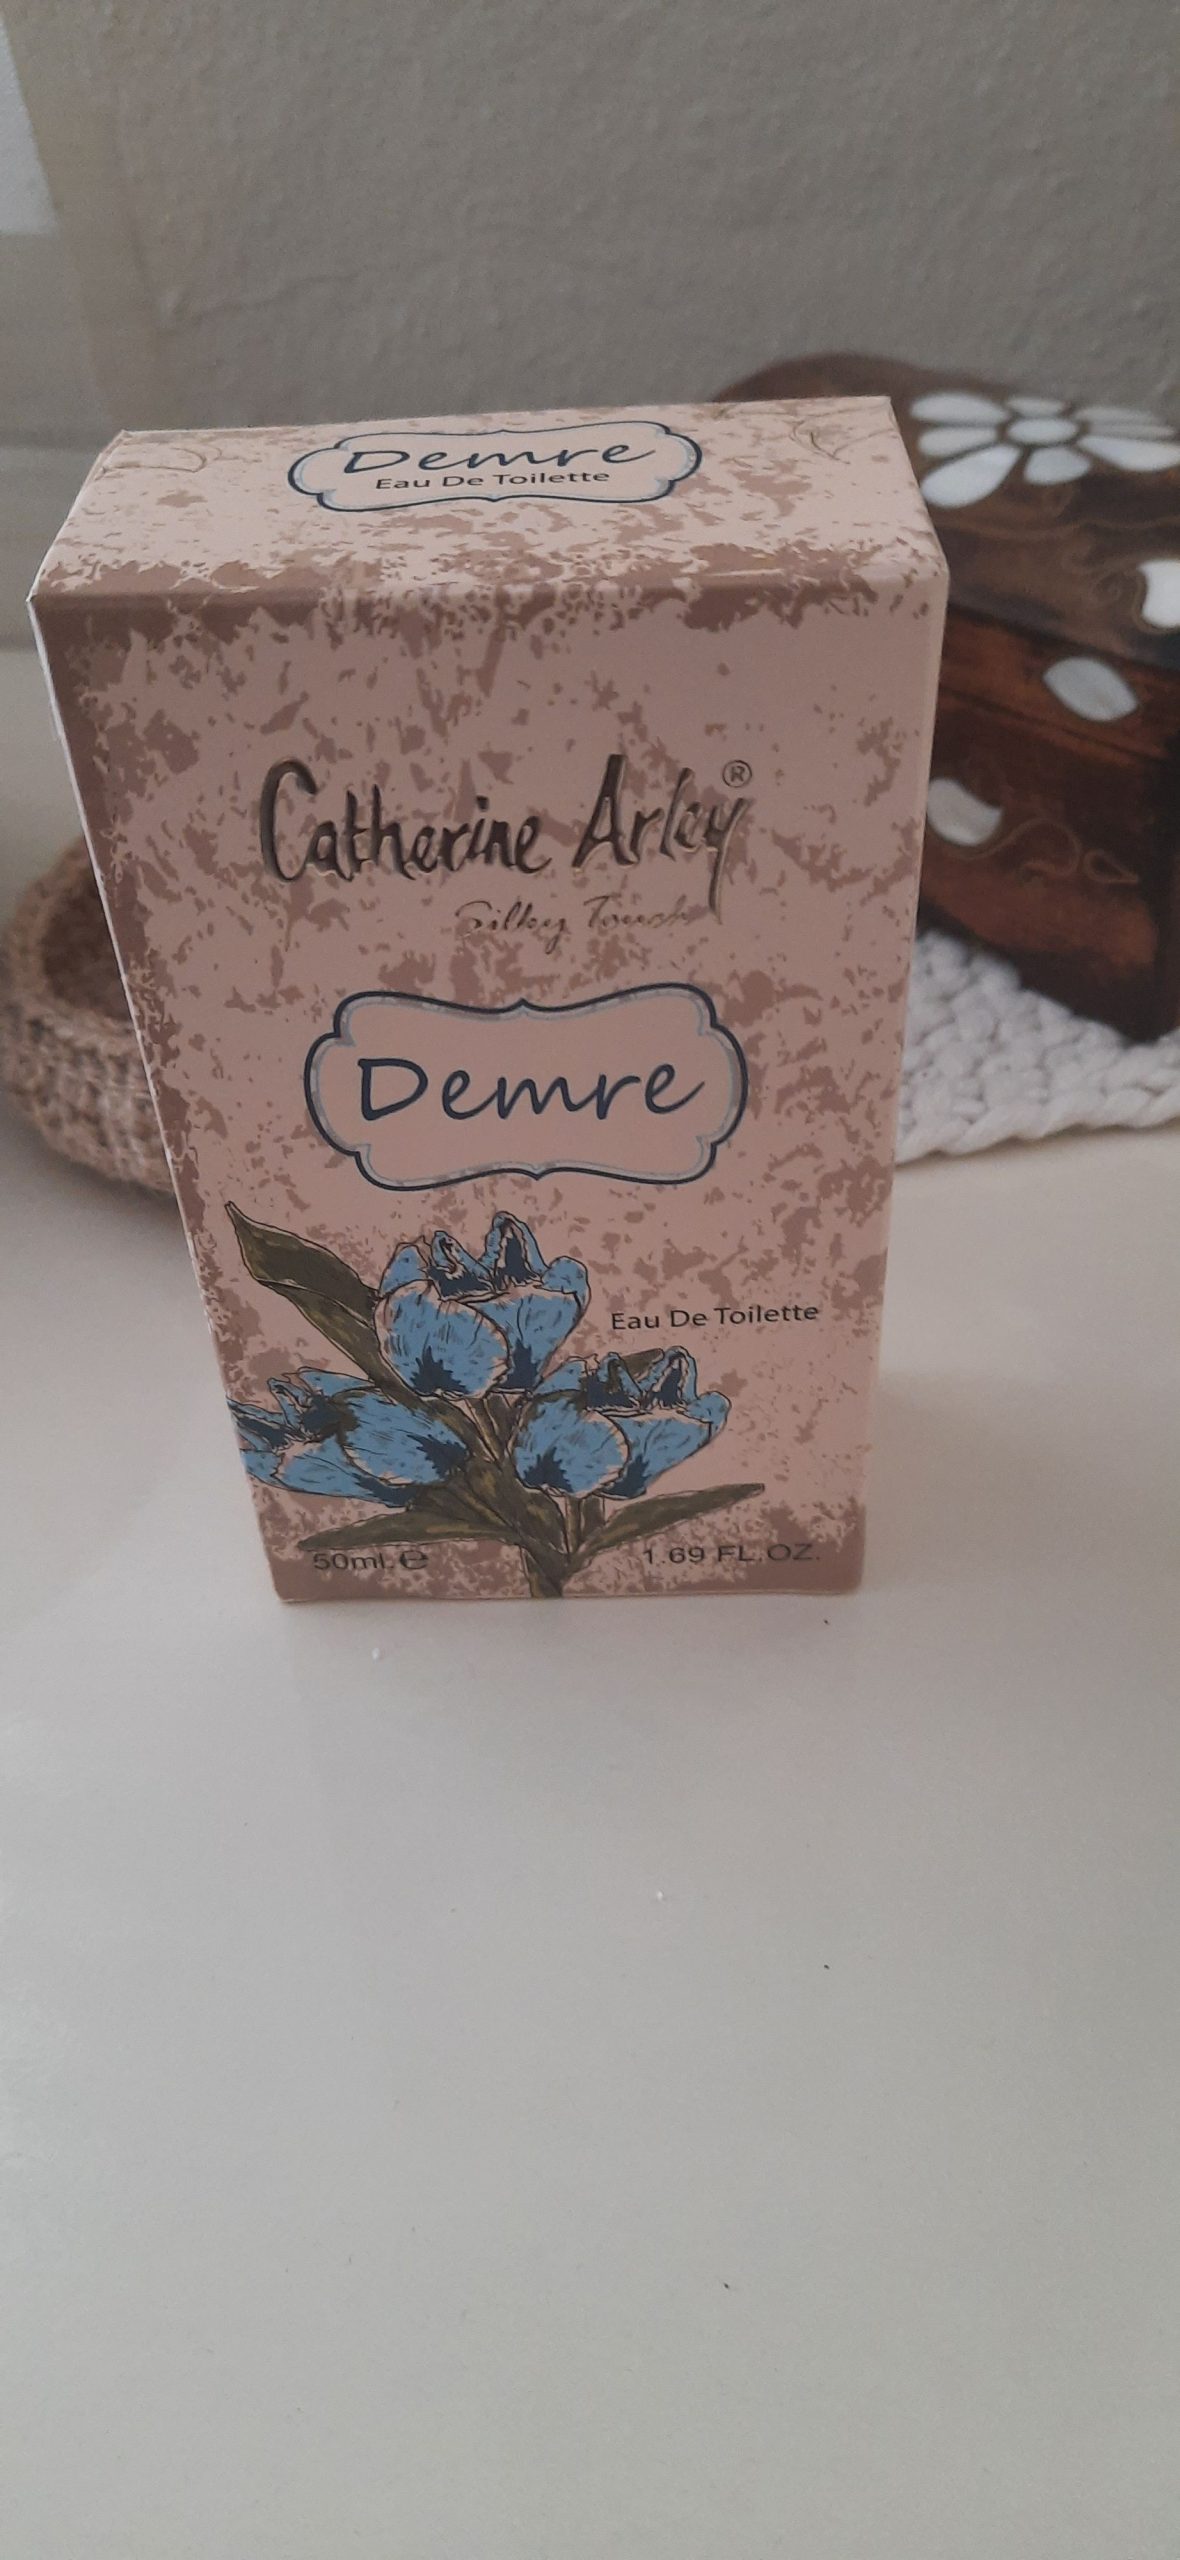 Demre
Eau De Toilette
Catherine Arley®
Silky Touch
Demre
Eau De Toilette
50ml. ℮
1.69 FL.OZ.